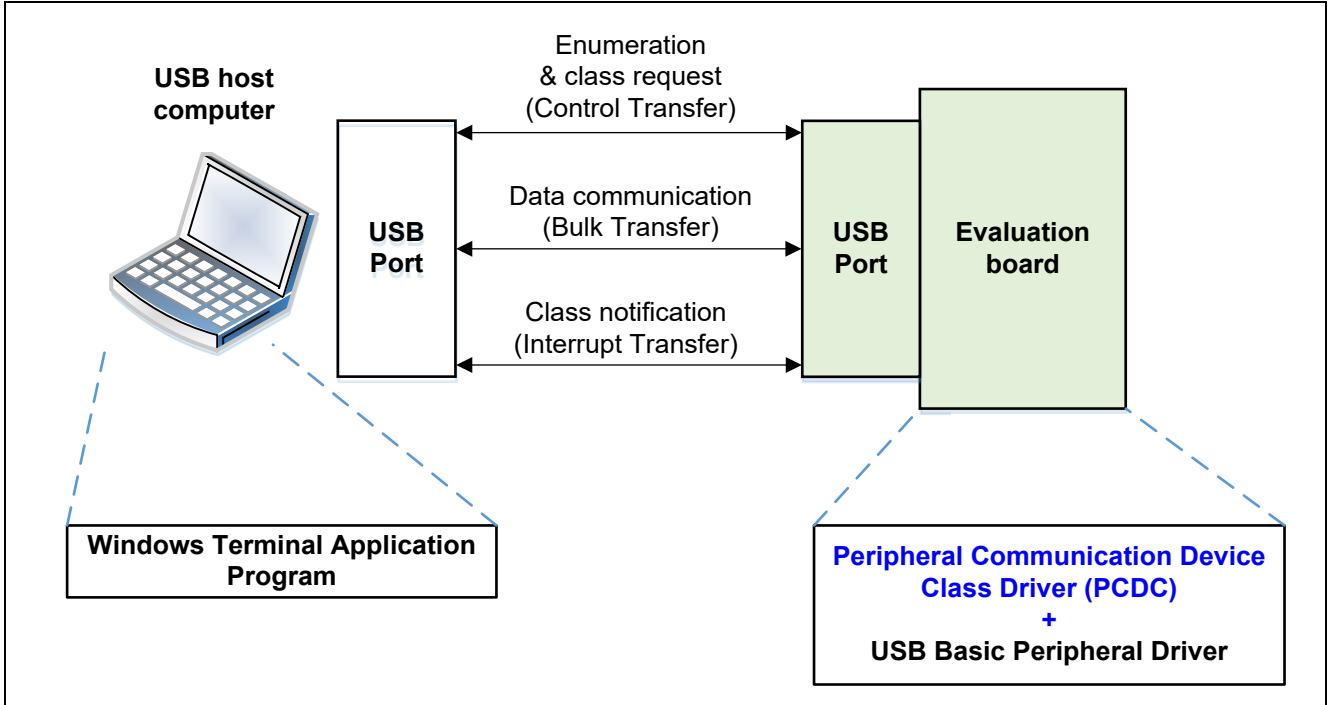 USB host
computer
Enumeration
& class request
(Control Transfer)
Data communication
(Bulk Transfer)
Class notification
(Interrupt Transfer)
USB
Port
USB
Port
Evaluation
board
Windows Terminal Application
Program
Peripheral Communication Device
Class Driver (PCDC)
+
USB Basic Peripheral Driver